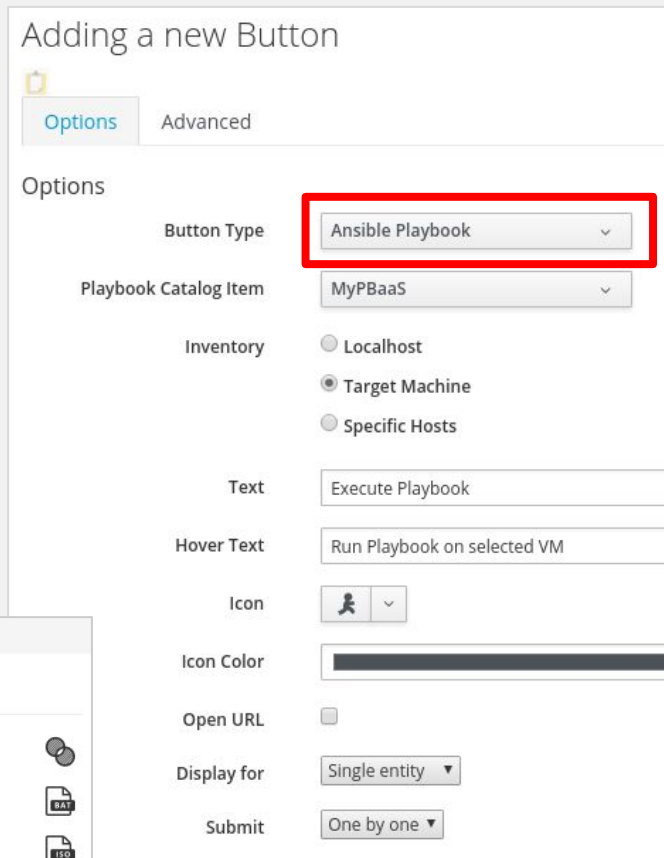 Adding a new Button
Options Advanced
Options
Button Type Ansible Playbook
Playbook Catalog Item MyPBaaS
Inventory Localhost
Target Machine
Specific Hosts
Text Execute Playbook
Hover Text Run Playbook on selected VM
Icon
Icon Color
Open URL
Display for Single entity
BAT
Submit One by one
ISO